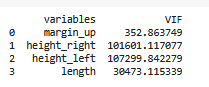 variables VIF
0 margin_up 352.863749
1 height_right 101601.117077
2 height_left 107299.842279
3 length 30473.115339